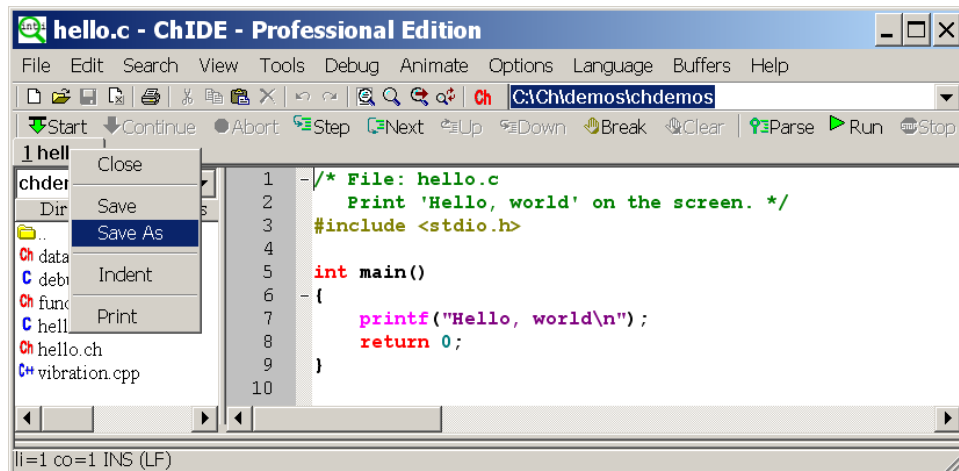 hello.c - ChIDE - Professional Edition
File Edit Search View Tools Debug Animate Options Language Buffers Help
Ch C:\Ch\demos\chdemos
Start Continue Abort Step Next Up Down Break Clear Parse Run Stop
1 hell
Close
Save
Save As
Indent
Print
chder
Dir s
..
Ch data
C debu
Ch func
C hell
Ch hello.ch
C++ vibration.cpp
1 /* File: hello.c
2 Print 'Hello, world' on the screen. */
3 #include <stdio.h>
4
5 int main()
6 {
7 printf("Hello, world\n");
8 return 0;
9 }
10
li=1 co=1 INS (LF)